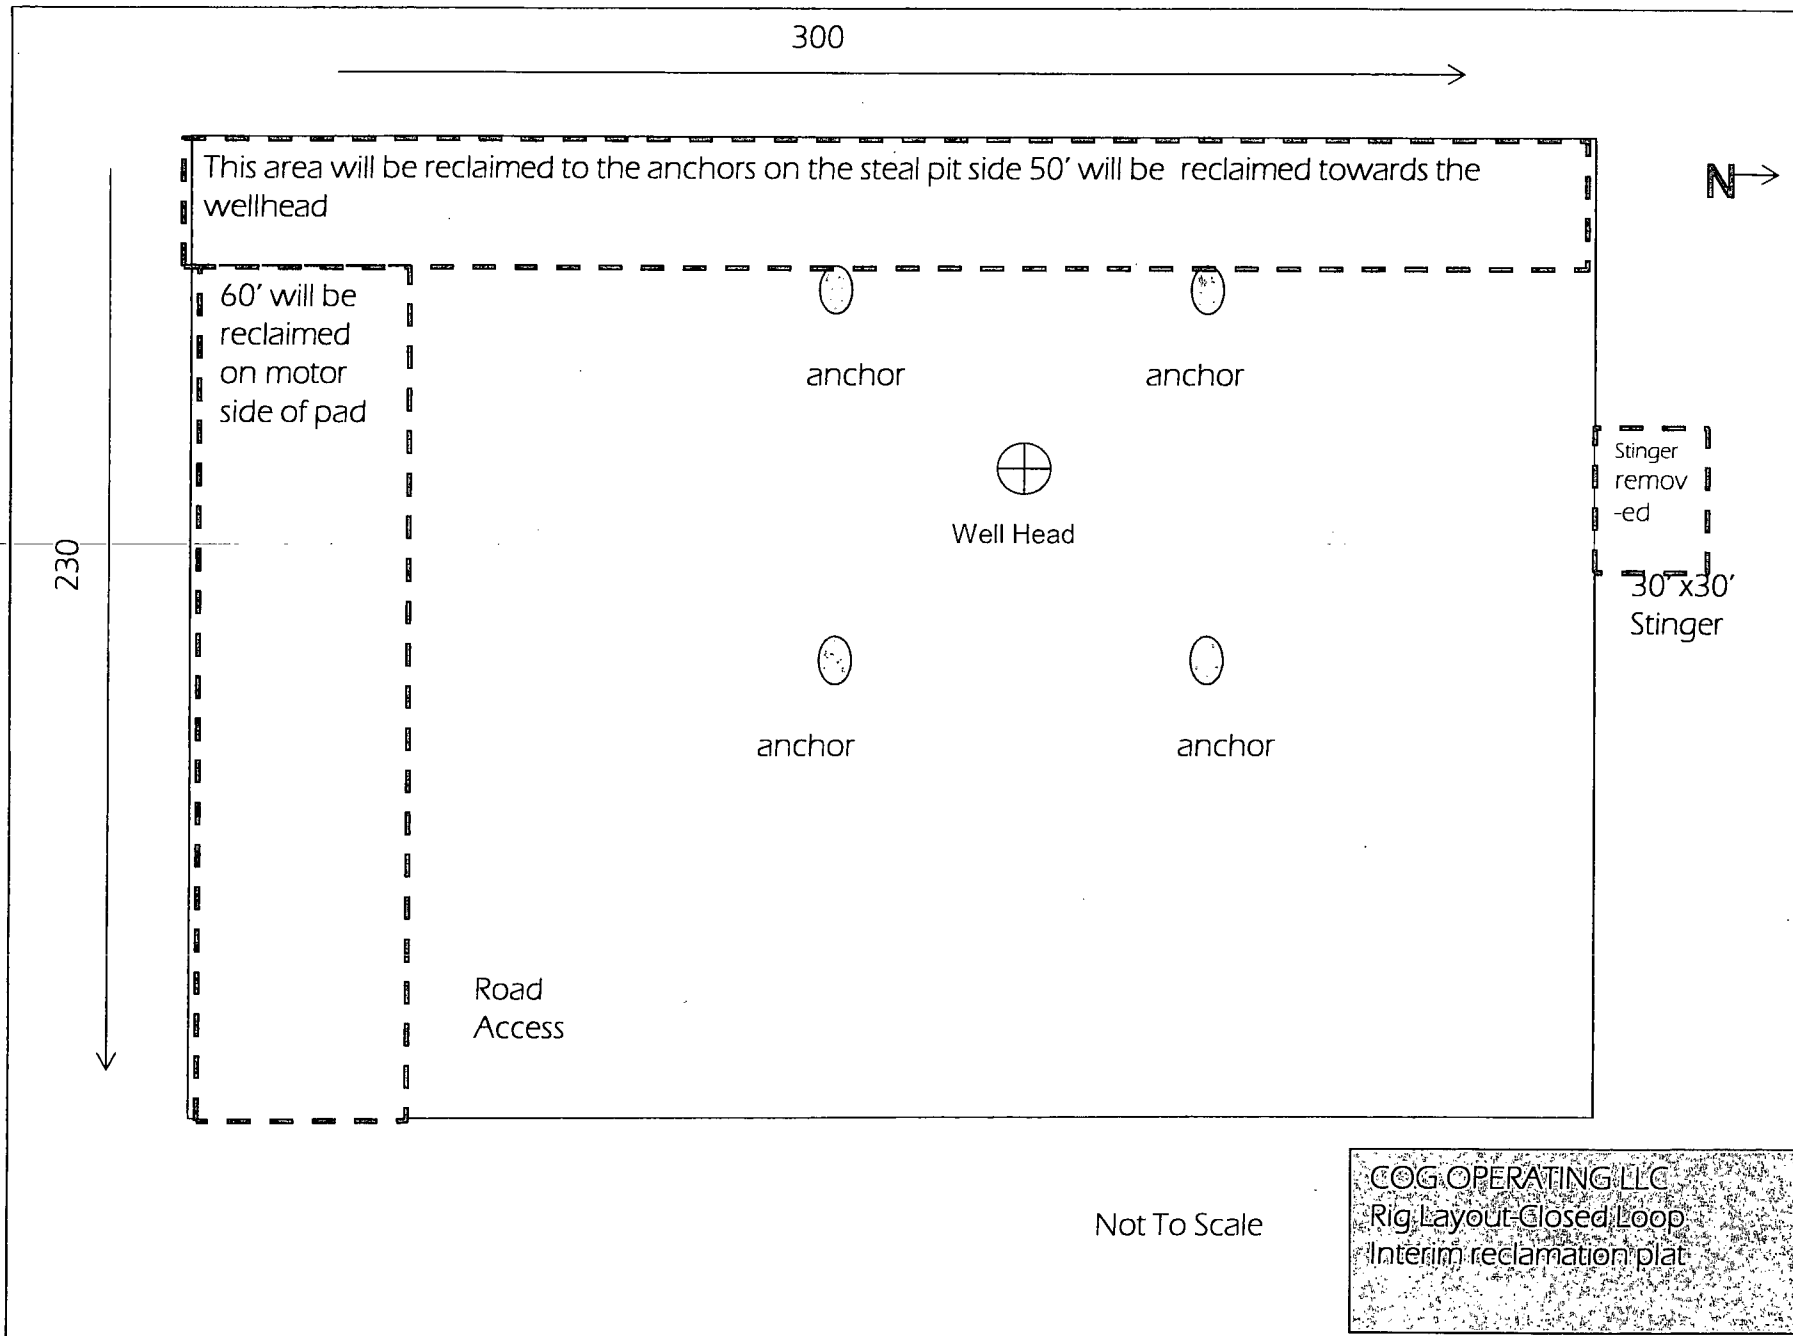 300
This area will be reclaimed to the anchors on the steal pit side 50' will be reclaimed towards the
wellhead
N
60' will be
reclaimed
on motor
side of pad
anchor
anchor
Stinger
remov
-ed
Well Head
230
30' x30'
Stinger
anchor
anchor
Road
Access
Not To Scale
COG OPERATING LLC
Rig Layout-Closed Loop
Interim reclamation plat